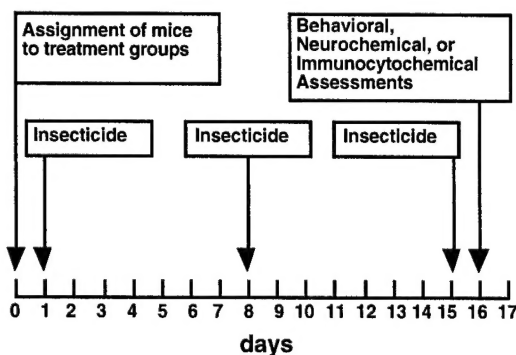 Assignment of mice
to treatment groups
Behavioral,
Neurochemical, or
Immunocytochemical
Assessments
Insecticide
Insecticide
Insecticide
0 1 2 3 4 5 6 7 8 9 10 11 12 13 14 15 16 17
days